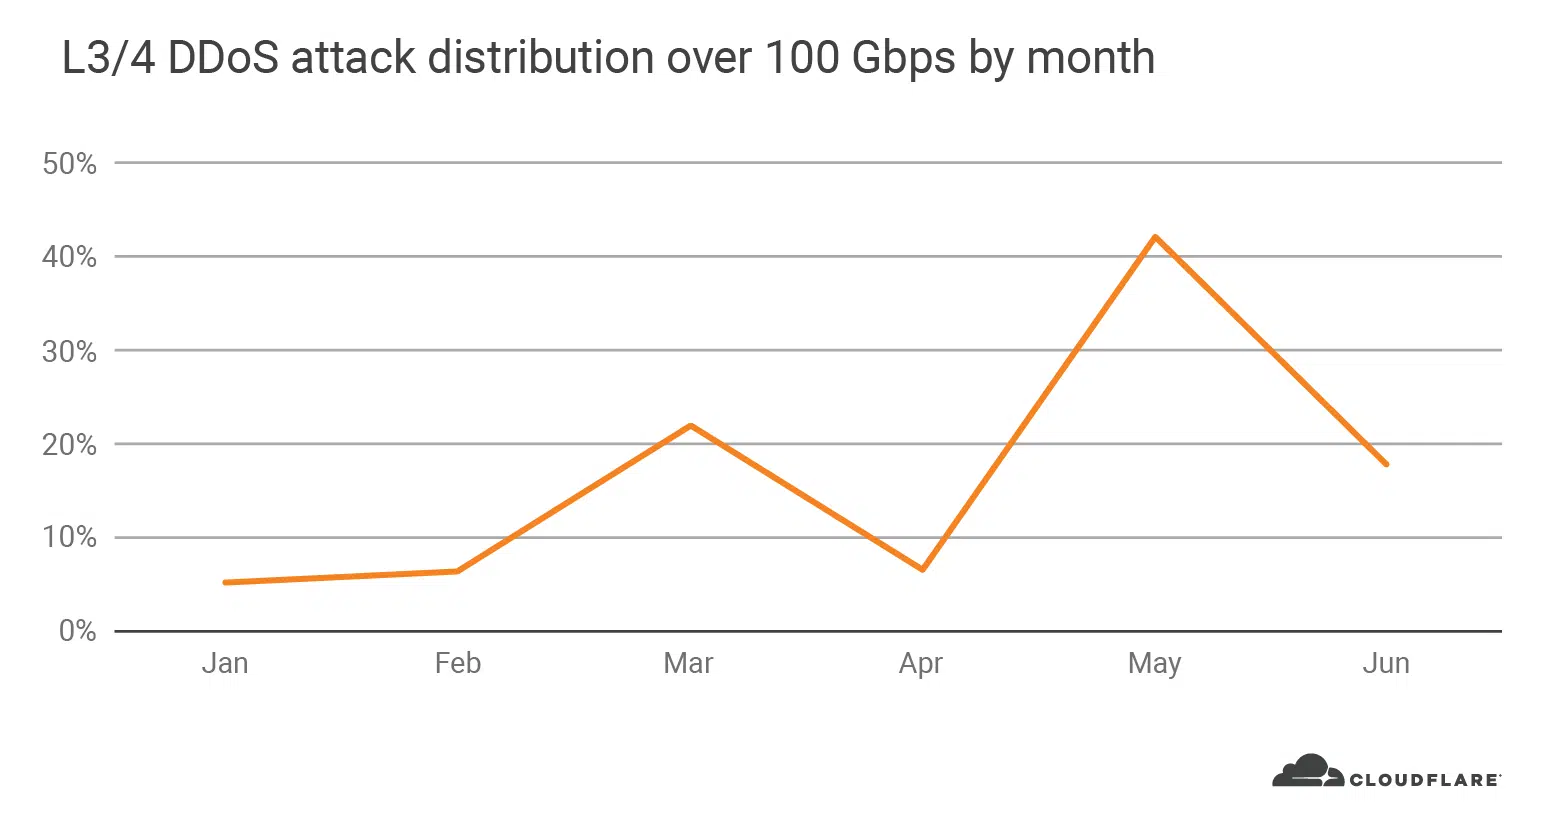 L3/4 DDoS attack distribution over 100 Gbps by month
50%
40%
30%
20%
10%
0%
Jan Feb Mar Apr May Jun
CLOUDFLARE